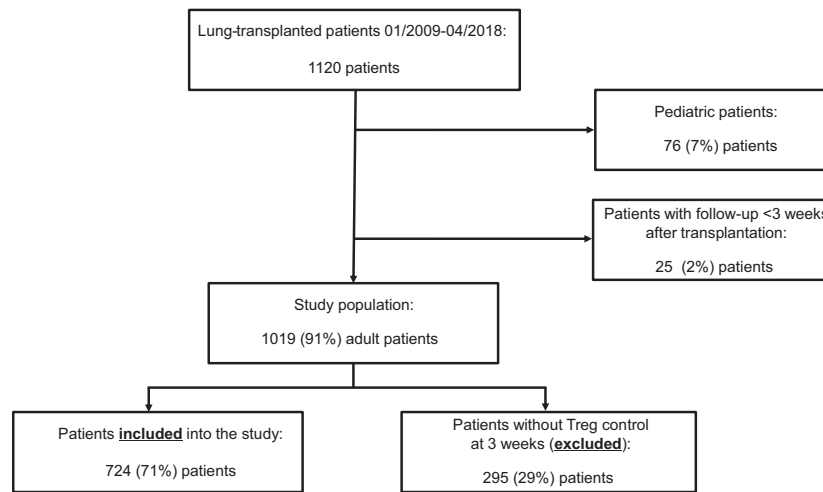 Lung-transplanted patients 01/2009-04/2018:
1120 patients
Pediatric patients:
76 (7%) patients
Patients with follow-up <3 weeks
after transplantation:
25 (2%) patients
Study population:
1019 (91%) adult patients
Patients included into the study:
724 (71%) patients
Patients without Treg control
at 3 weeks (excluded):
295 (29%) patients